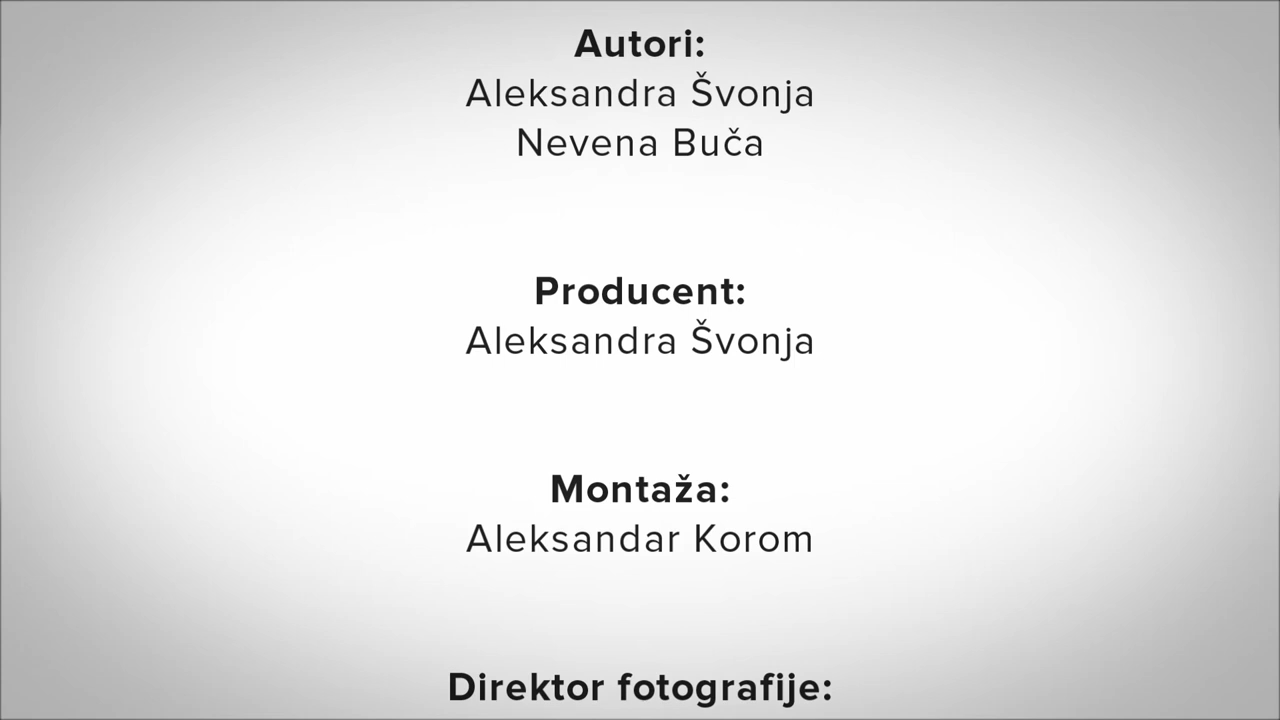 Autori:
Aleksandra Švonja
Nevena Buča
Producent:
Aleksandra Švonja
Montaža:
Aleksandar Korom
Direktor fotografije: